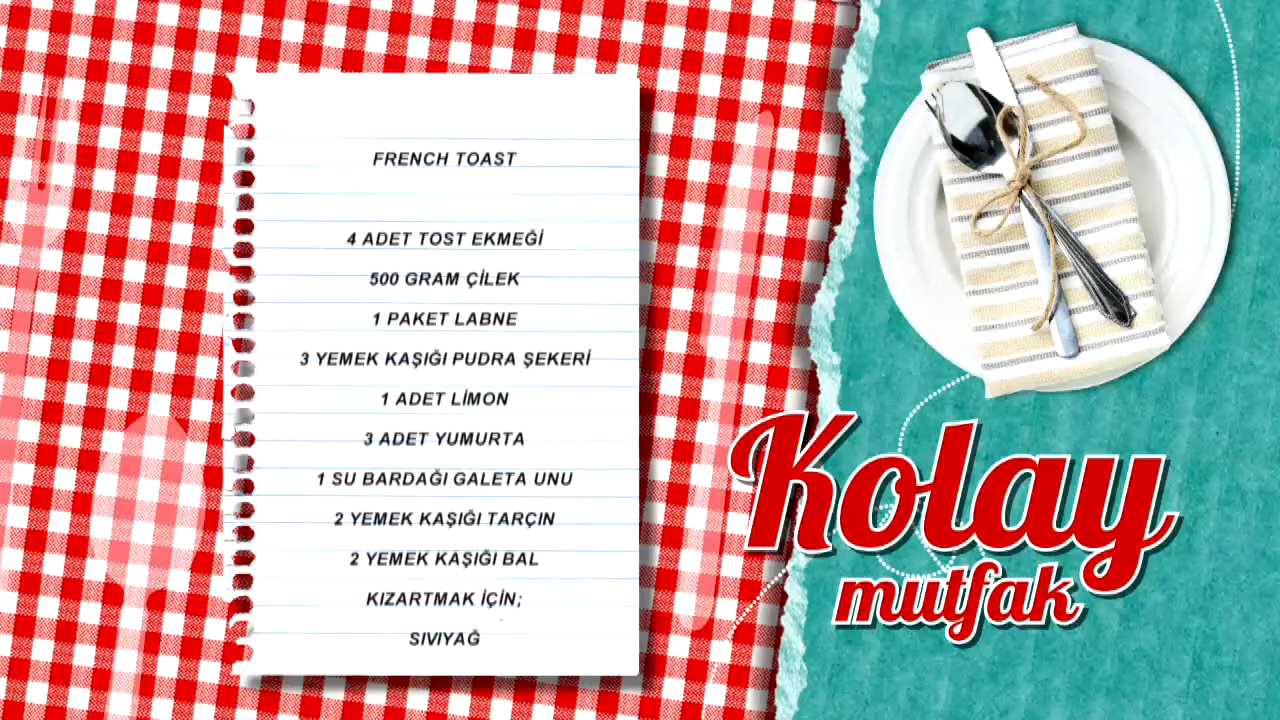 FRENCH TOAST
4 ADET TOST EKMEĞİ
500 GRAM ÇİLEK
1 PAKET LABNE
3 YEMEK KAŞIĞI PUDRA ŞEKERİ
1 ADET LİMON
3 ADET YUMURTA
1 SU BARDAĞI GALETA UNU
2 YEMEK KAŞIĞI TARÇIN
2 YEMEK KAŞIĞI BAL
KIZARTMAK İÇİN;
SIVIYAĞ
Kolay
mutfak